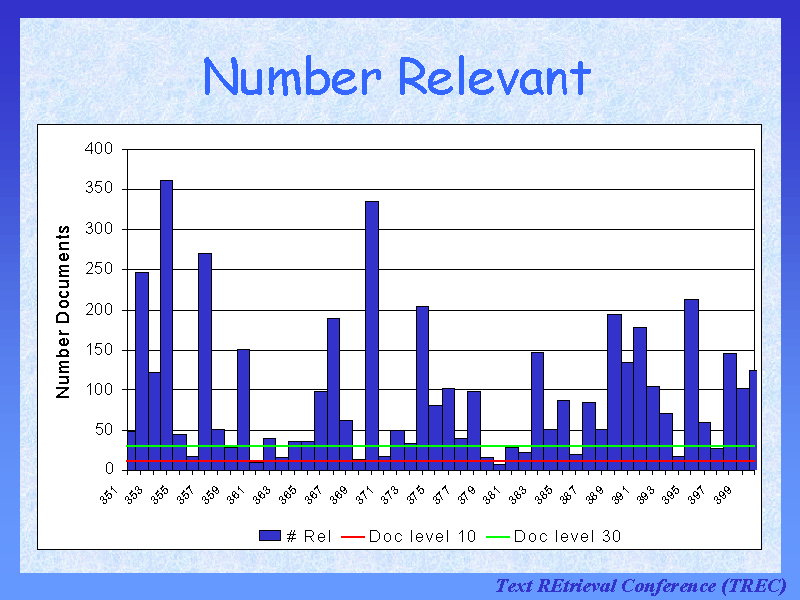 Number Relevant
Number Documents
400
350
300
250
200
150
100
50
0
351 353 355 357 359 361 363 365 367 369 371 373 375 377 379 381 383 385 387 389 391 393 395 397 399
# Rel Doc level 10 Doc level 30
Text REtrieval Conference (TREC)